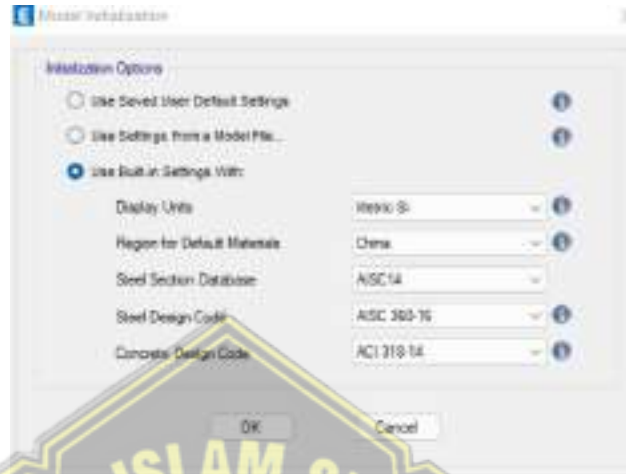 Model Initialization
Initialization Options
Use Saved User Default Settings
Use Settings from a Model File...
Use Built-in Settings With:
Display Units Metric SI
Region for Default Materials China
Steel Section Database AISC14
Steel Design Code AISC 360-16
Concrete Design Code ACI 318-14
OK Cancel
ISLAM